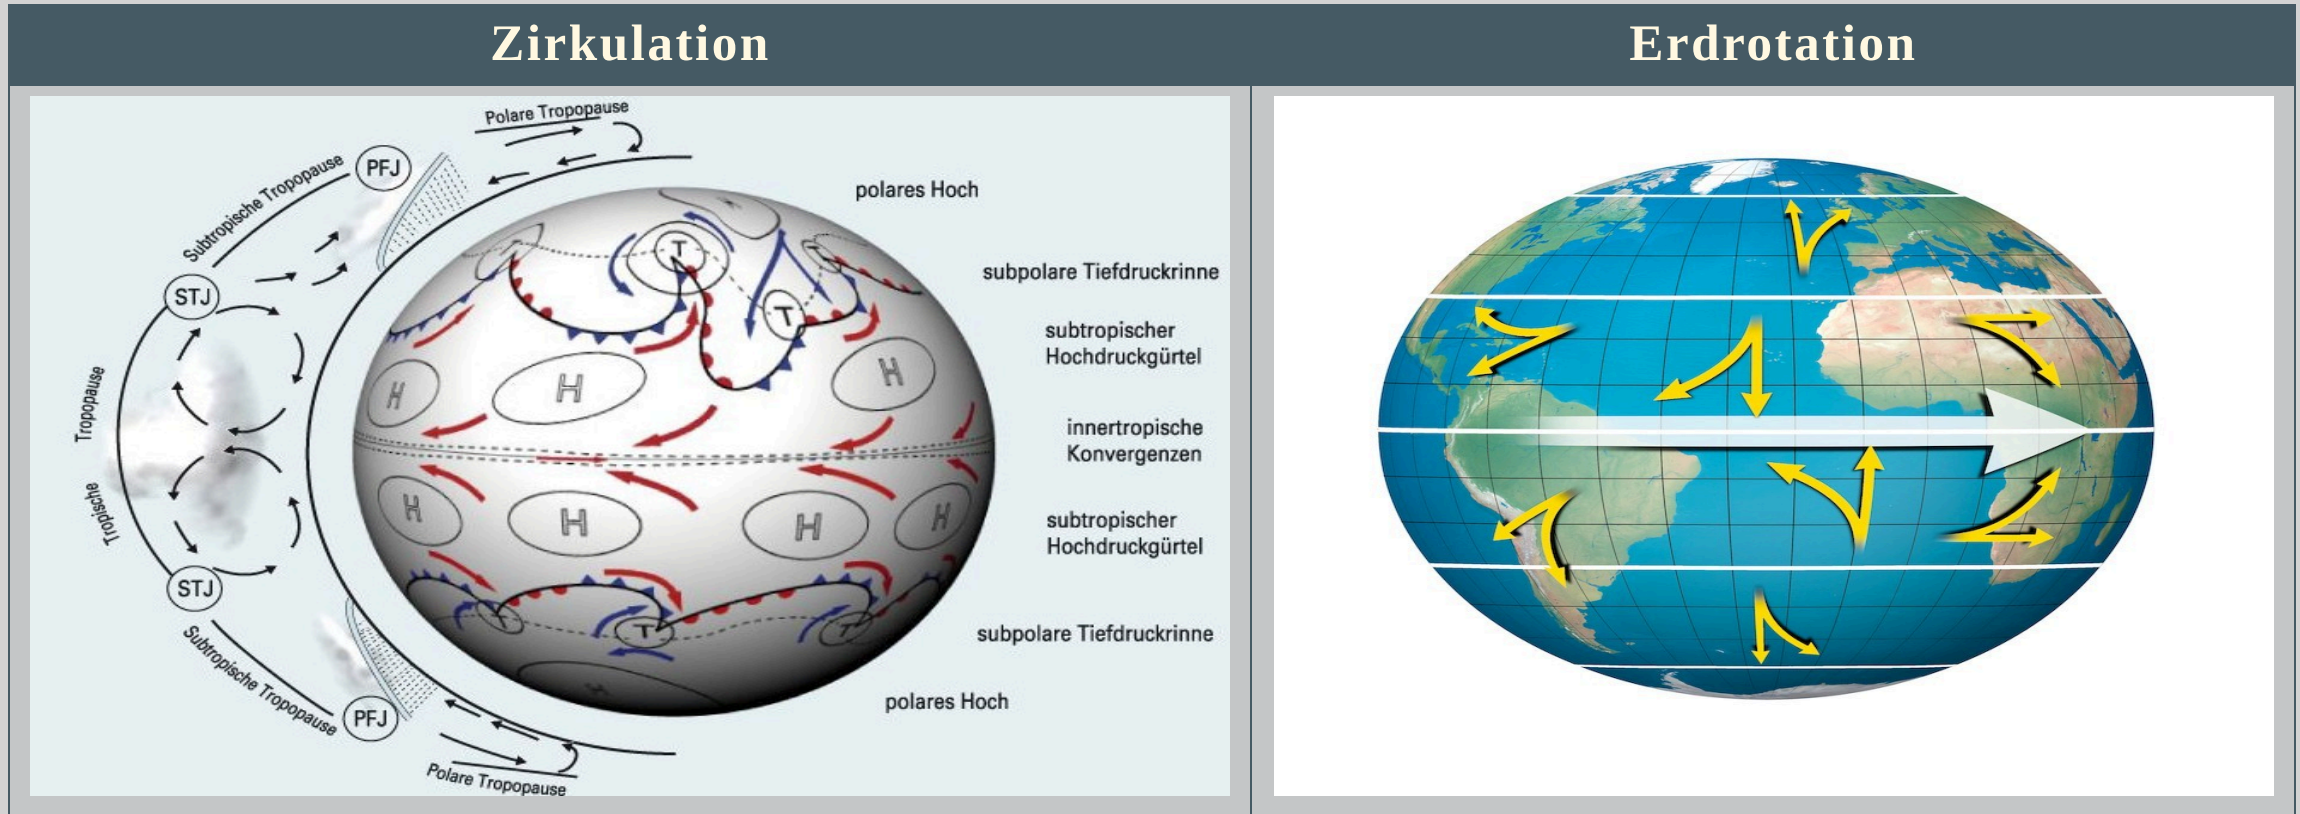 Zirkulation
Erdrotation
Polare Tropopause
PFJ
Subtropische Tropopause
STJ
Tropopause
Tropische
STJ
Subtropische Tropopause
PFJ
Polare Tropopause
H
T
T
T
T
H
H
H
H
H
H
H
T
T
T
H
polares Hoch
subpolare Tiefdruckrinne
subtropischer
Hochdruckgürtel
innertropische
Konvergenzen
subtropischer
Hochdruckgürtel
subpolare Tiefdruckrinne
polares Hoch